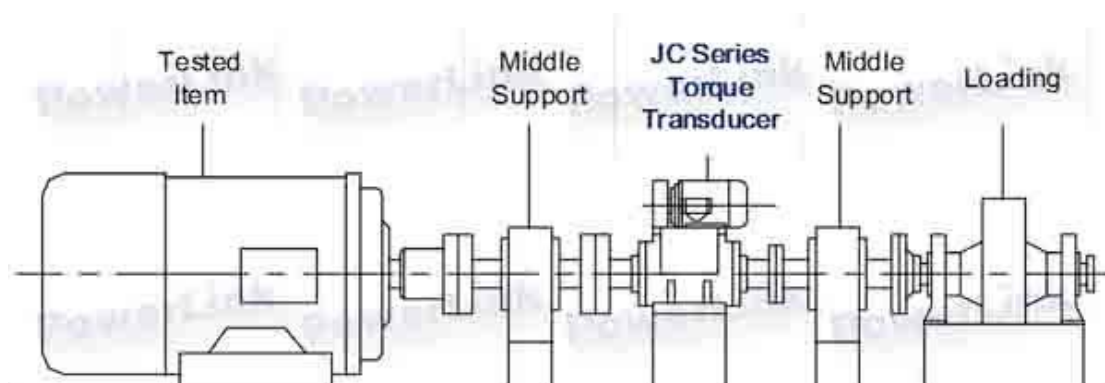 Tested
Item
Middle
Support
JC Series
Torque
Transducer
Middle
Support
Loading